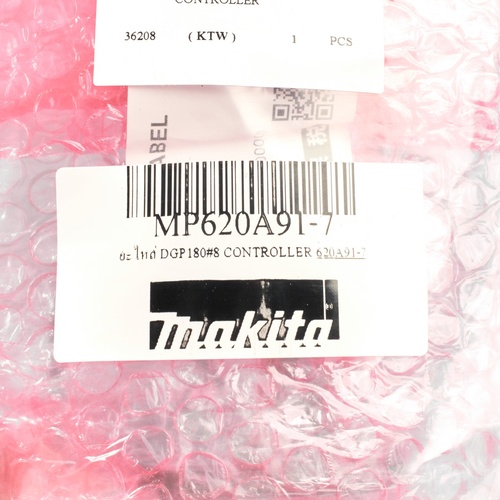 CONTROLLER
36208 ( KTW ) 1 PCS
ABEL
MP620A91-7
อะไหล่ DGP180#8 CONTROLLER 620A91-7
makita